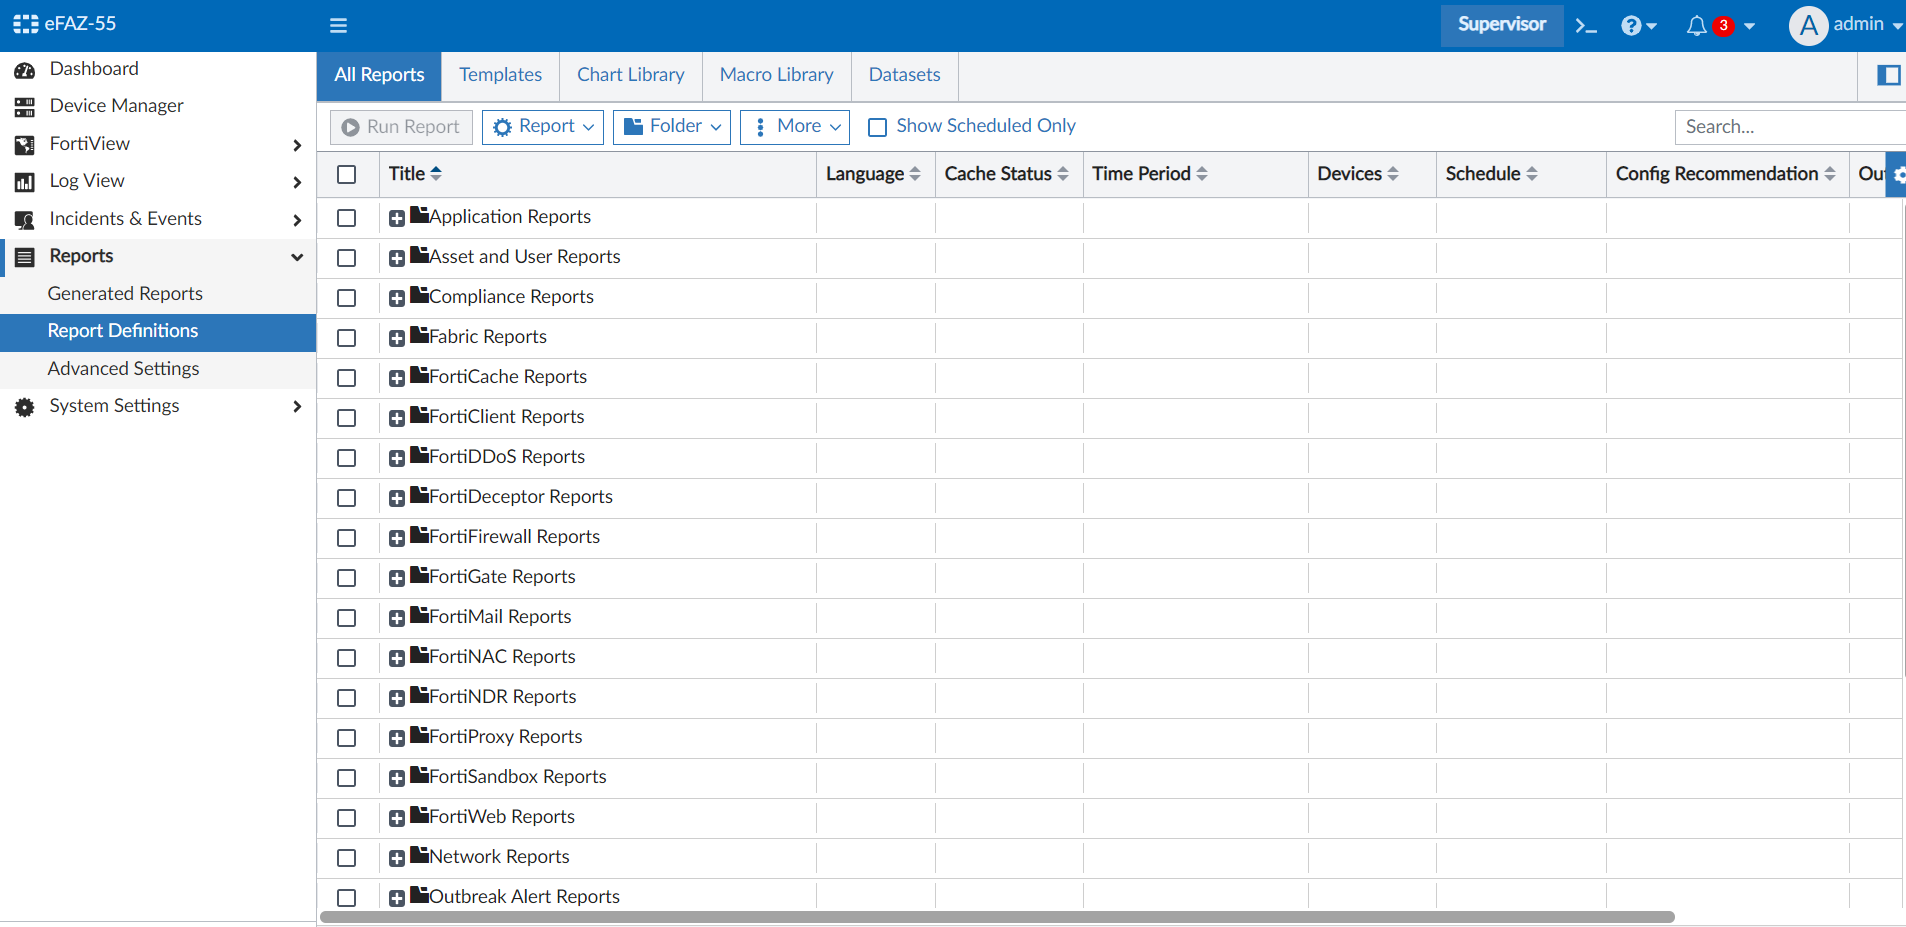 eFAZ-55
Supervisor
3
A admin
Dashboard
Device Manager
FortiView
Log View
Incidents & Events
Reports
Generated Reports
Report Definitions
Advanced Settings
System Settings
All Reports Templates Chart Library Macro Library Datasets
Run Report Report Folder More Show Scheduled Only Search...
Title Language Cache Status Time Period Devices Schedule Config Recommendation Ou
Application Reports
Asset and User Reports
Compliance Reports
Fabric Reports
FortiCache Reports
FortiClient Reports
FortiDDoS Reports
FortiDeceptor Reports
FortiFirewall Reports
FortiGate Reports
FortiMail Reports
FortiNAC Reports
FortiNDR Reports
FortiProxy Reports
FortiSandbox Reports
FortiWeb Reports
Network Reports
Outbreak Alert Reports